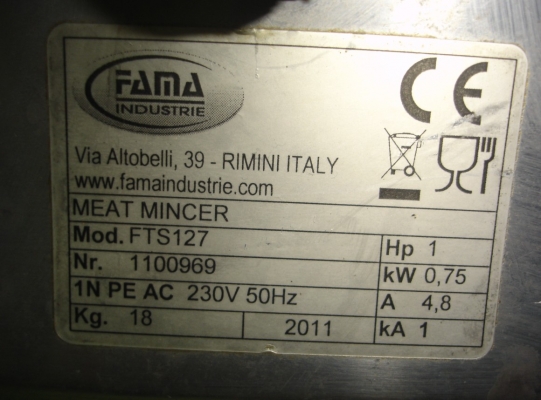 FAMA
INDUSTRIE
CE
Via Altobelli, 39 - RIMINI ITALY
www.famaindustrie.com
MEAT MINCER
Mod. FTS127
Hp 1
Nr. 1100969
kW 0,75
1N PE AC 230V 50Hz
A 4,8
Kg. 18
2011
kA 1